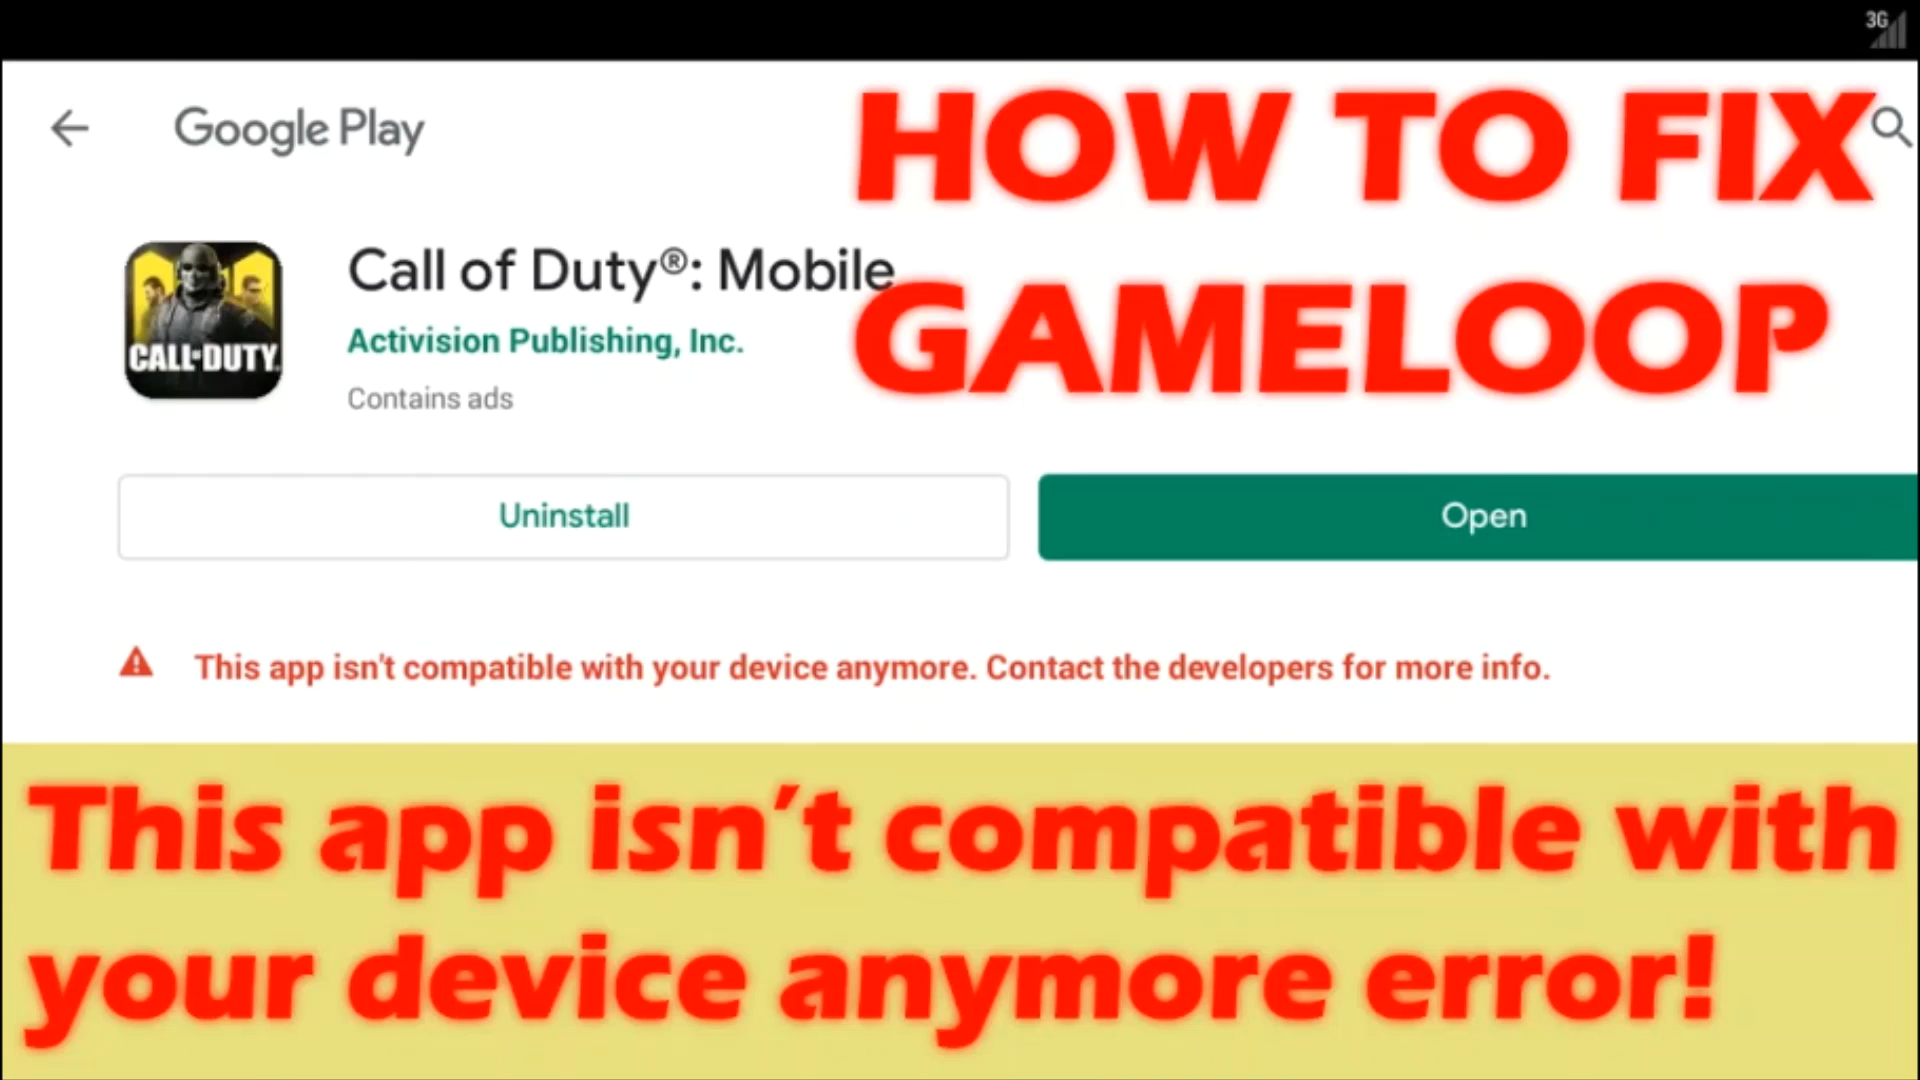 3G
Google Play
HOW TO FIX
Call of Duty®: Mobile
Activision Publishing, Inc.
GAMELOOP
Contains ads
CALL•DUTY.
Uninstall
Open
This app isn't compatible with your device anymore. Contact the developers for more info.
This app isn't compatible with
your device anymore error!